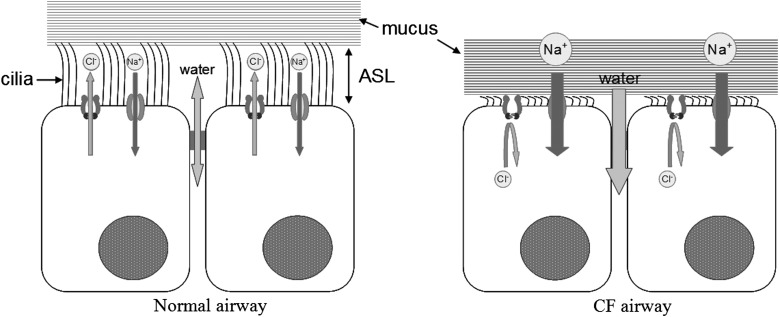 mucus
Cl⁻ Na⁺ Cl⁻ Na⁺ Na⁺ Na⁺
cilia water ASL water
Cl⁻ Cl⁻
Normal airway CF airway